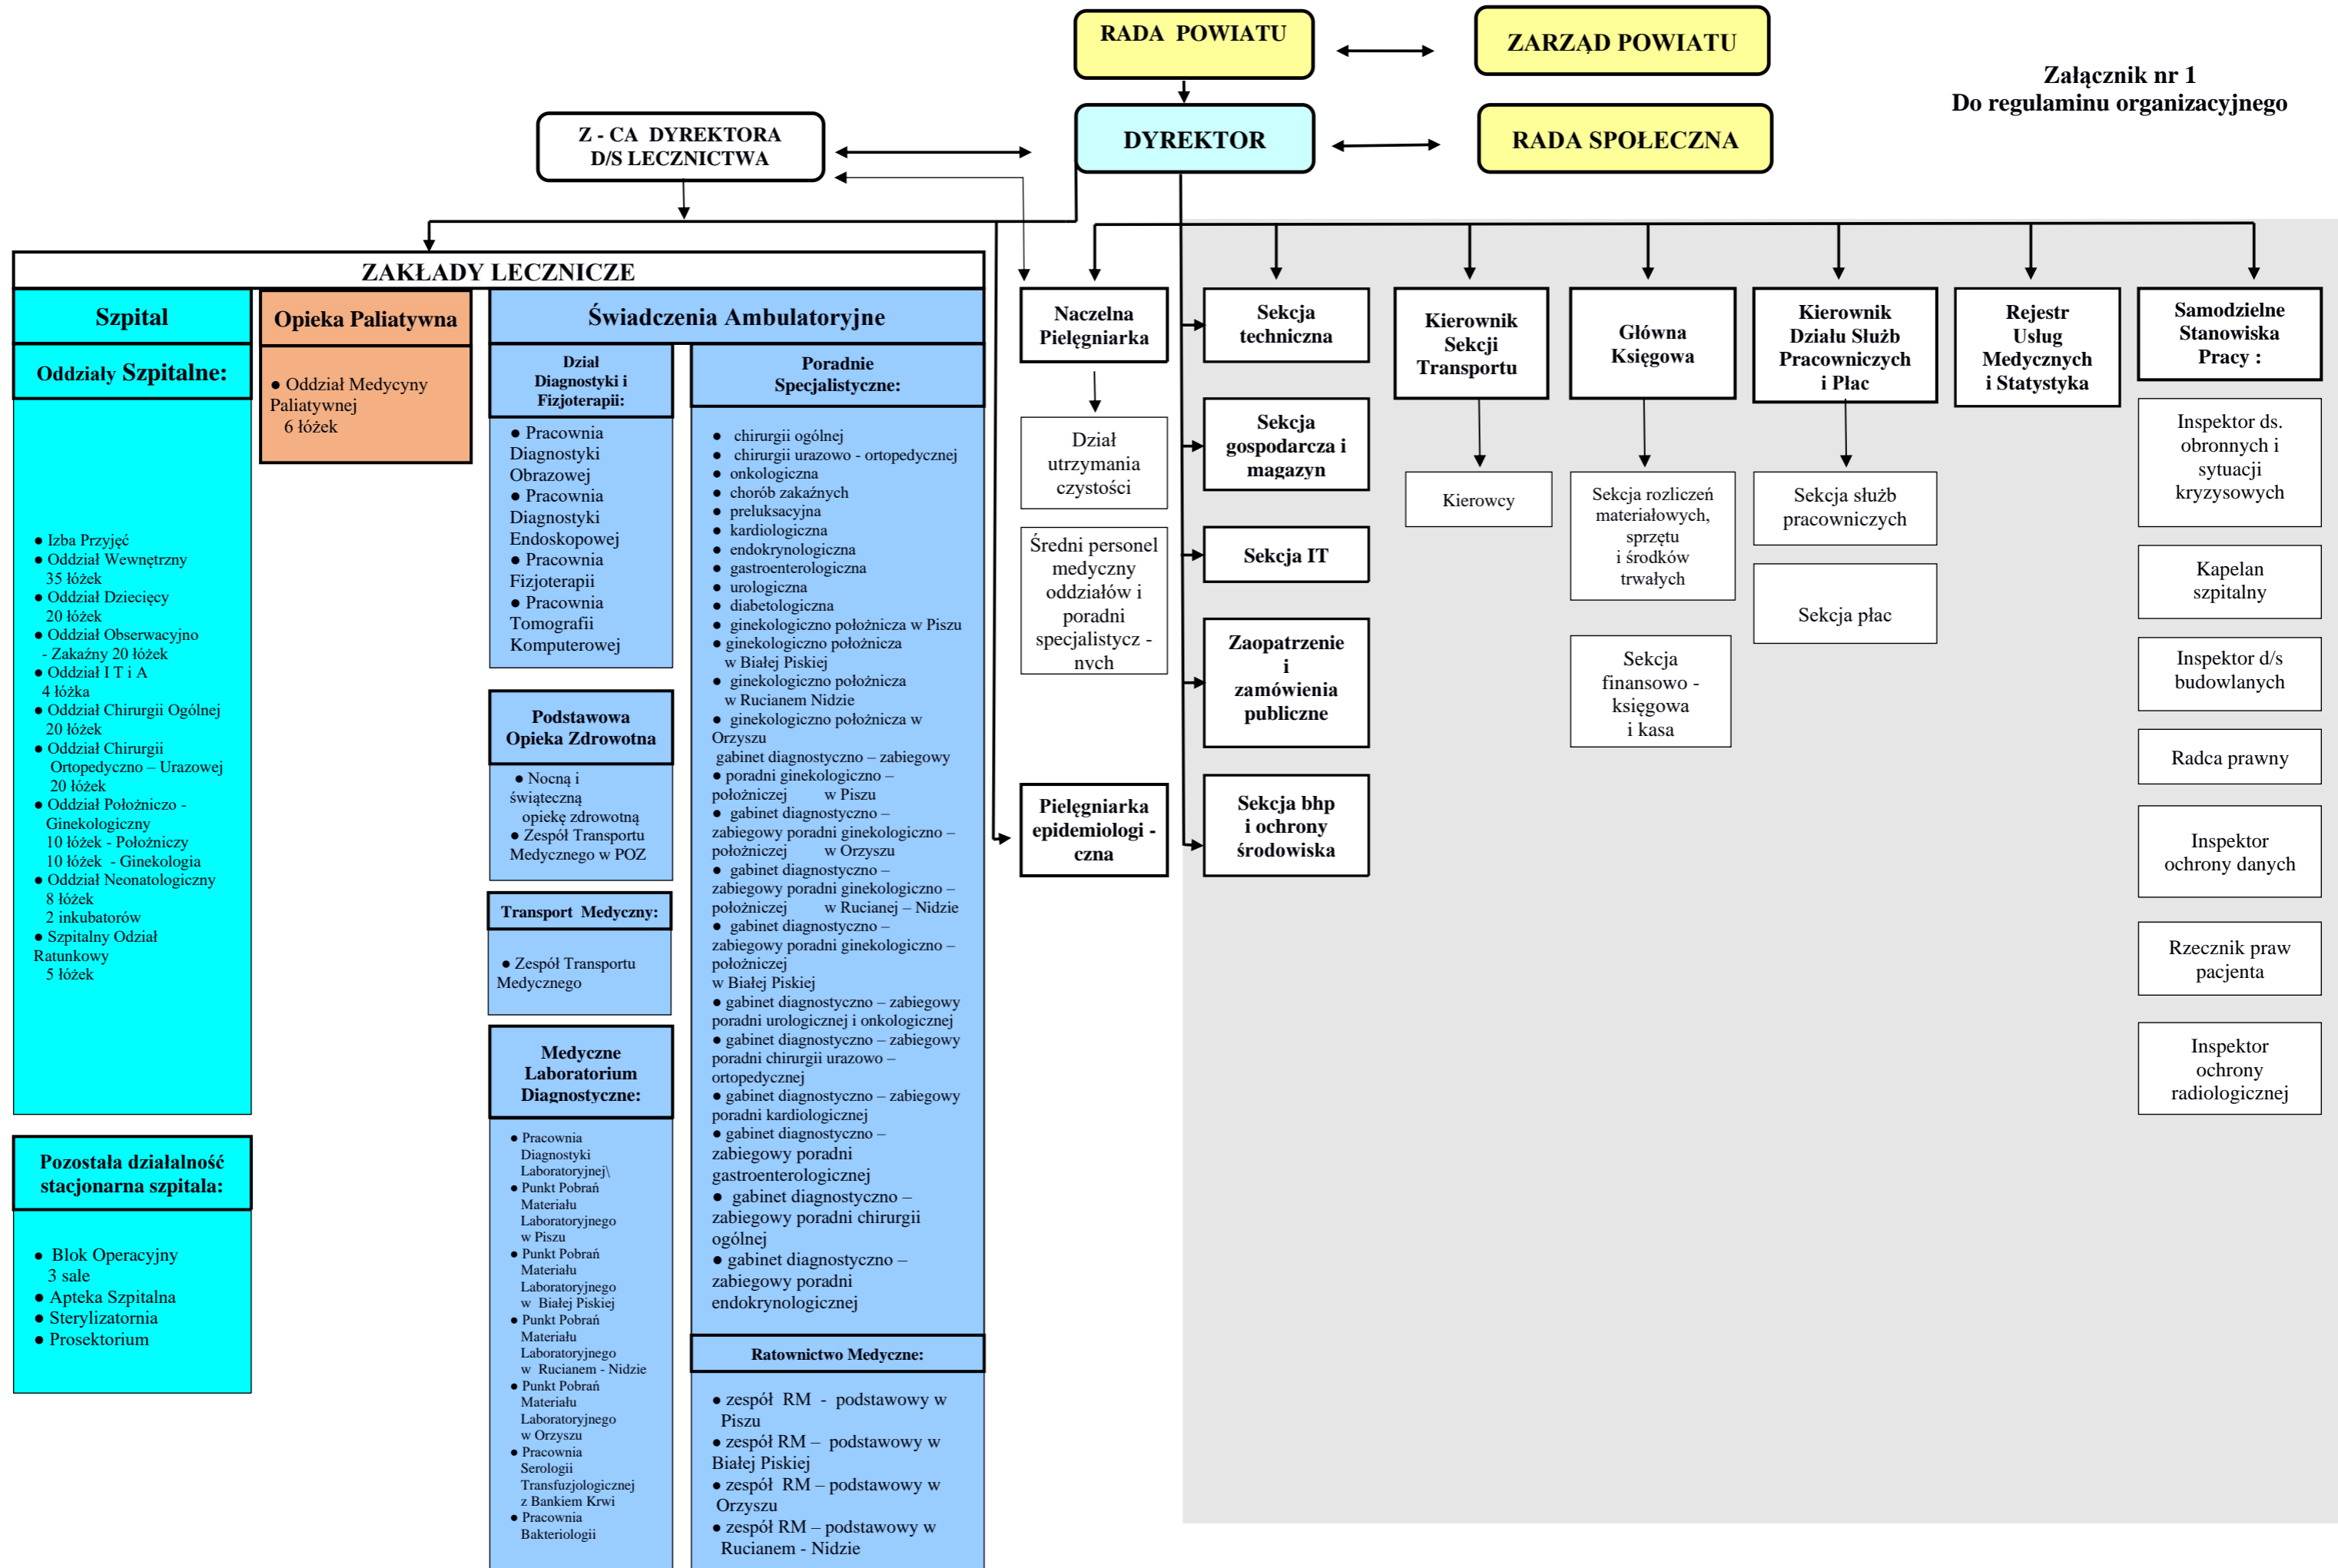 RADA POWIATU
ZARZĄD POWIATU
Załącznik nr 1
Do regulaminu organizacyjnego
Z - CA DYREKTORA
D/S LECZNICTWA
DYREKTOR
RADA SPOŁECZNA
ZAKŁADY LECZNICZE
Szpital
Oddziały Szpitalne:
● Izba Przyjęć
● Oddział Wewnętrzny
35 łóżek
● Oddział Dziecięcy
20 łóżek
● Oddział Obserwacyjno
- Zakaźny 20 łóżek
● Oddział I T i A
4 łóżka
● Oddział Chirurgii Ogólnej
20 łóżek
● Oddział Chirurgii
Ortopedyczno – Urazowej
20 łóżek
● Oddział Położniczo -
Ginekologiczny
10 łóżek - Położniczy
10 łóżek - Ginekologia
● Oddział Neonatologiczny
8 łóżek
2 inkubatorów
● Szpitalny Odział
Ratunkowy
5 łóżek
Pozostała działalność
stacjonarna szpitala:
● Blok Operacyjny
3 sale
● Apteka Szpitalna
● Sterylizatornia
● Prosektorium
Opieka Paliatywna
● Oddział Medycyny
Paliatywnej
6 łóżek
Świadczenia Ambulatoryjne
Dział
Diagnostyki i
Fizjoterapii:
● Pracownia
Diagnostyki
Obrazowej
● Pracownia
Diagnostyki
Endoskopowej
● Pracownia
Fizjoterapii
● Pracownia
Tomografii
Komputerowej
Podstawowa
Opieka Zdrowotna
● Nocną i
świąteczną
opiekę zdrowotną
● Zespół Transportu
Medycznego w POZ
Transport Medyczny:
● Zespół Transportu
Medycznego
Medyczne
Laboratorium
Diagnostyczne:
● Pracownia
Diagnostyki
Laboratoryjnej\
● Punkt Pobrań
Materiału
Laboratoryjnego
w Piszu
● Punkt Pobrań
Materiału
Laboratoryjnego
w Białej Piskiej
● Punkt Pobrań
Materiału
Laboratoryjnego
w Rucianem - Nidzie
● Punkt Pobrań
Materiału
Laboratoryjnego
w Orzyszu
● Pracownia
Serologii
Transfuzjologicznej
z Bankiem Krwi
● Pracownia
Bakteriologii
Poradnie
Specjalistyczne:
● chirurgii ogólnej
● chirurgii urazowo - ortopedycznej
● onkologiczna
● chorób zakaźnych
● preluksacyjna
● kardiologiczna
● endokrynologiczna
● gastroenterologiczna
● urologiczna
● diabetologiczna
● ginekologiczno położnicza w Piszu
● ginekologiczno położnicza
w Białej Piskiej
● ginekologiczno położnicza
w Rucianem Nidzie
● ginekologiczno położnicza w
Orzyszu
gabinet diagnostyczno – zabiegowy
● poradni ginekologiczno –
położniczej w Piszu
● gabinet diagnostyczno –
zabiegowy poradni ginekologiczno –
położniczej w Orzyszu
● gabinet diagnostyczno –
zabiegowy poradni ginekologiczno –
położniczej w Rucianej – Nidzie
● gabinet diagnostyczno –
zabiegowy poradni ginekologiczno –
położniczej
w Białej Piskiej
● gabinet diagnostyczno – zabiegowy
poradni urologicznej i onkologicznej
● gabinet diagnostyczno – zabiegowy
poradni chirurgii urazowo –
ortopedycznej
● gabinet diagnostyczno – zabiegowy
poradni kardiologicznej
● gabinet diagnostyczno –
zabiegowy poradni
gastroenterologicznej
● gabinet diagnostyczno –
zabiegowy poradni chirurgii
ogólnej
● gabinet diagnostyczno –
zabiegowy poradni
endokrynologicznej
Ratownictwo Medyczne:
● zespół RM - podstawowy w
Piszu
● zespół RM – podstawowy w
Białej Piskiej
● zespół RM – podstawowy w
Orzyszu
● zespół RM – podstawowy w
Rucianem - Nidzie
Naczelna
Pielęgniarka
Dział
utrzymania
czystości
Średni personel
medyczny
oddziałów i
poradni
specjalistycz -
nych
Pielęgniarka
epidemiologi -
czna
Sekcja
techniczna
Sekcja
gospodarcza i
magazyn
Sekcja IT
Zaopatrzenie
i
zamówienia
publiczne
Sekcja bhp
i ochrony
środowiska
Kierownik
Sekcji
Transportu
Kierowcy
Główna
Księgowa
Sekcja rozliczeń
materiałowych,
sprzętu
i środków
trwałych
Sekcja
finansowo -
księgowa
i kasa
Kierownik
Działu Służb
Pracowniczych
i Płac
Sekcja służb
pracowniczych
Sekcja płac
Rejestr
Usług
Medycznych
i Statystyka
Samodzielne
Stanowiska
Pracy :
Inspektor ds.
obronnych i
sytuacji
kryzysowych
Kapelan
szpitalny
Inspektor d/s
budowlanych
Radca prawny
Inspektor
ochrony danych
Rzecznik praw
pacjenta
Inspektor
ochrony
radiologicznej